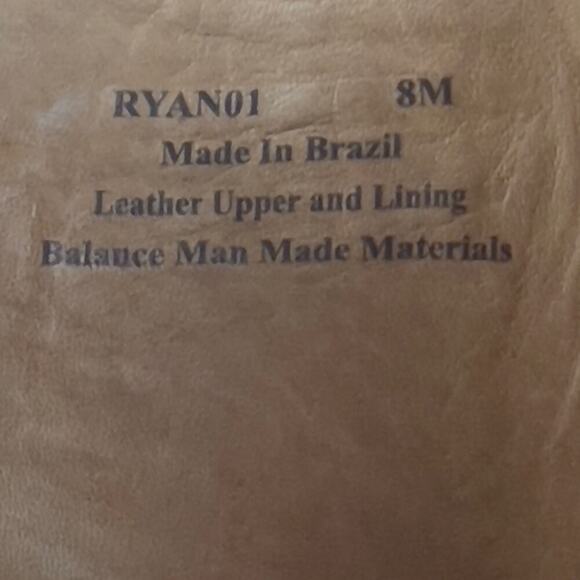 RYAN01 8M
Made In Brazil
Leather Upper and Lining
Balance Man Made Materials